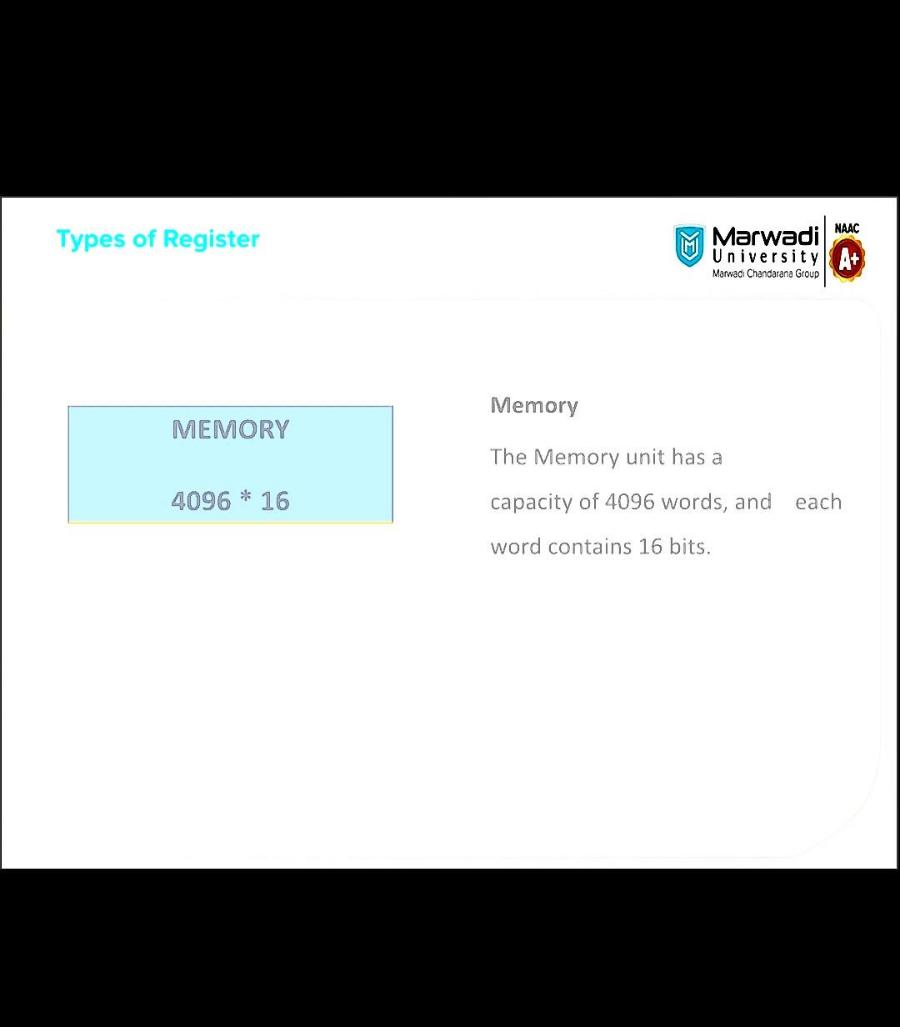 Types of Register
Marwadi
University
Marwadi Chandarana Group
NAAC
A+
MEMORY
4096 * 16
Memory
The Memory unit has a
capacity of 4096 words, and each
word contains 16 bits.